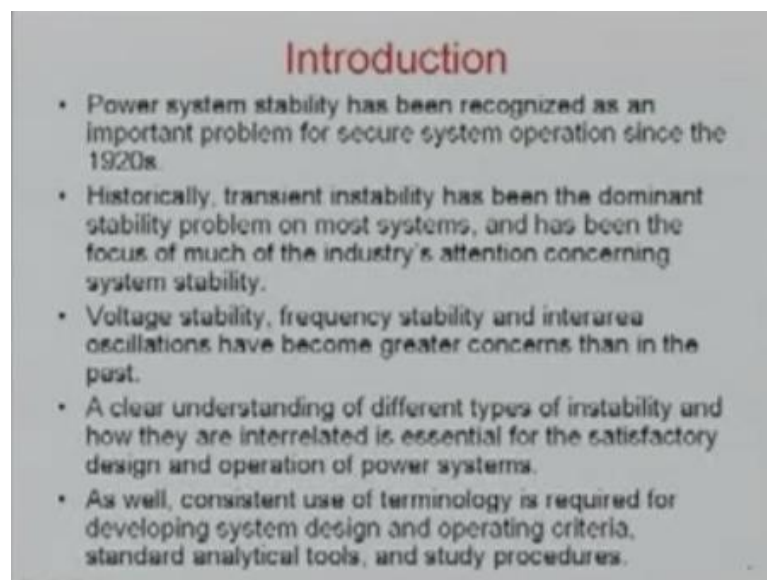 Introduction
• Power system stability has been recognized as an
important problem for secure system operation since the
1920s.
• Historically, transient instability has been the dominant
stability problem on most systems, and has been the
focus of much of the industry's attention concerning
system stability.
• Voltage stability, frequency stability and interarea
oscillations have become greater concerns than in the
past.
• A clear understanding of different types of instability and
how they are interrelated is essential for the satisfactory
design and operation of power systems.
• As well, consistent use of terminology is required for
developing system design and operating criteria,
standard analytical tools, and study procedures.